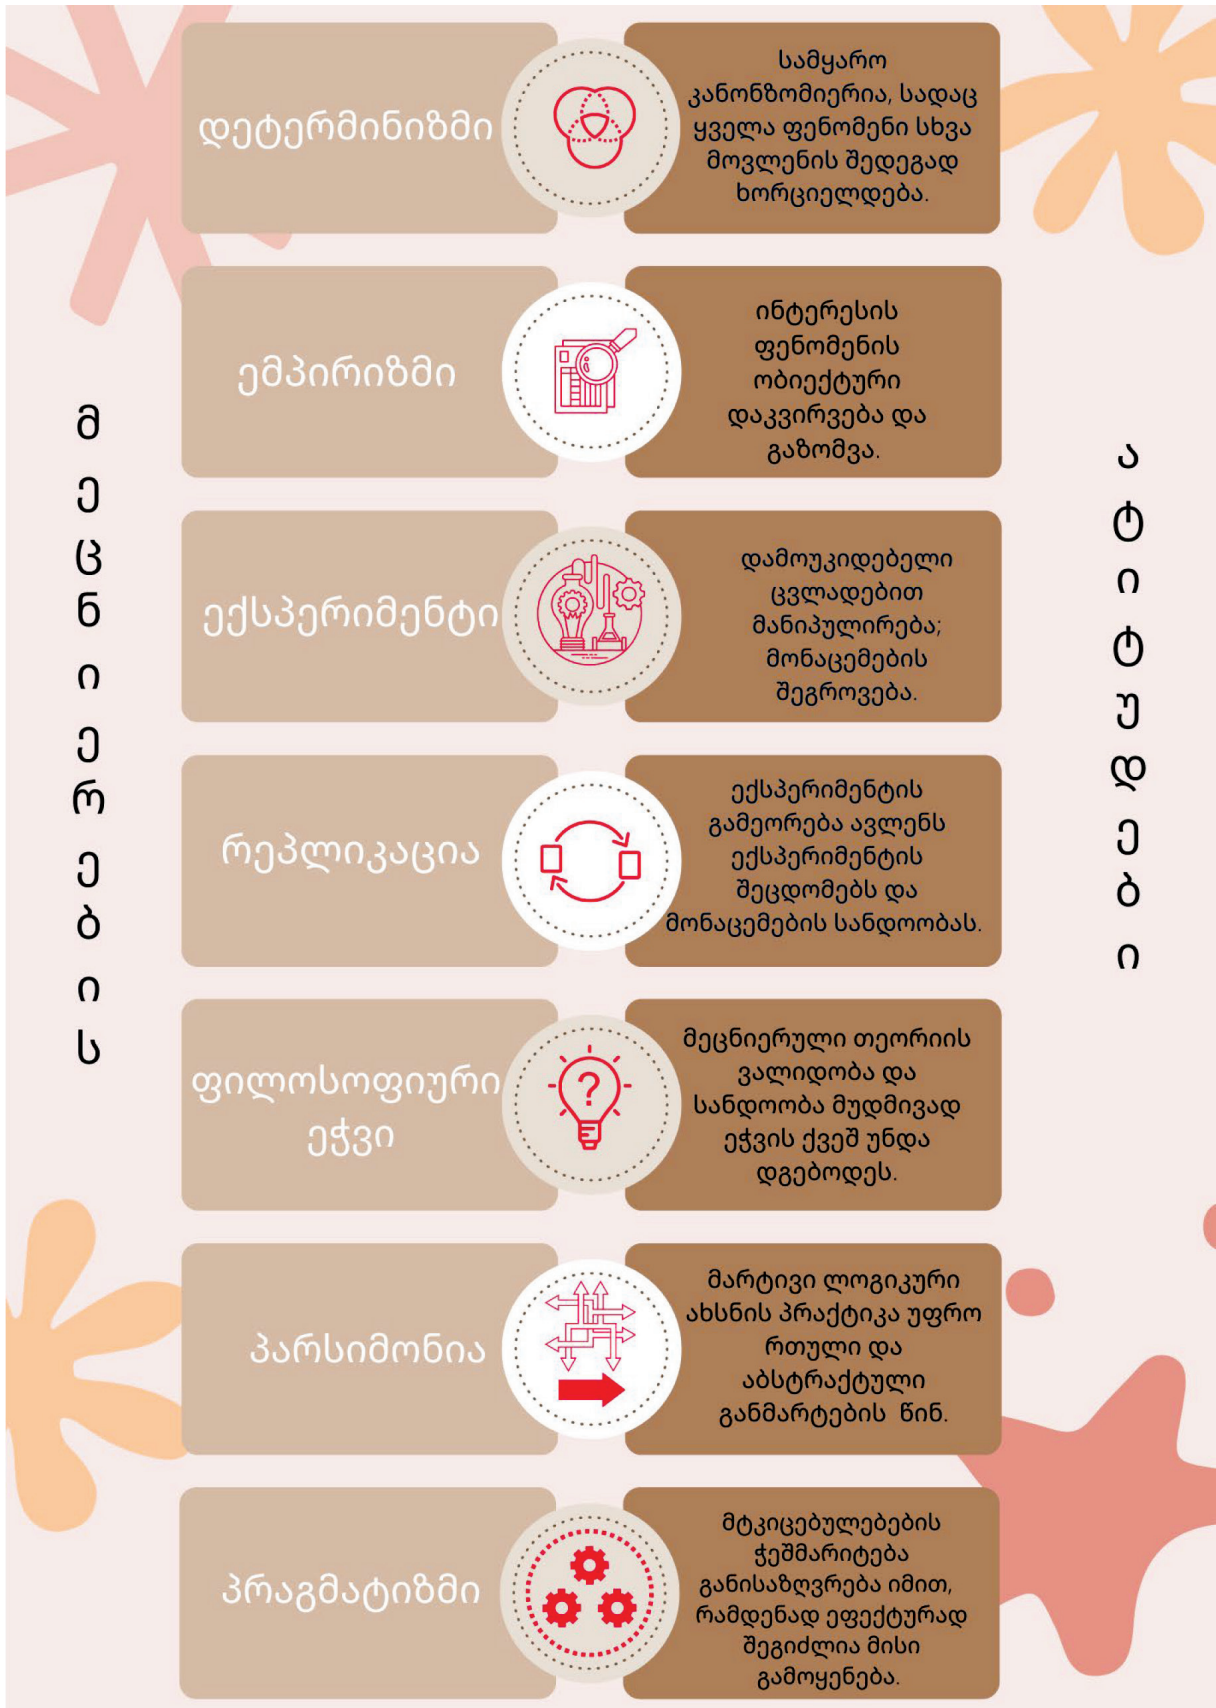 მეცნიერების
ატიტუდები
დეტერმინიზმი
სამყარო
კანონზომიერია, სადაც
ყველა ფენომენი სხვა
მოვლენის შედეგად
ხორციელდება.
ემპირიზმი
ინტერესის
ფენომენის
ობიექტური
დაკვირვება და
გაზომვა.
ექსპერიმენტი
დამოუკიდებელი
ცვლადებით
მანიპულირება;
მონაცემების
შეგროვება.
რეპლიკაცია
ექსპერიმენტის
გამეორება ავლენს
ექსპერიმენტის
შეცდომებს და
მონაცემების სანდოობას.
ფილოსოფიური
ეჭვი
მეცნიერული თეორიის
ვალიდობა და
სანდოობა მუდმივად
ეჭვის ქვეშ უნდა
დგებოდეს.
?
პარსიმონია
მარტივი ლოგიკური
ახსნის პრაქტიკა უფრო
რთული და
აბსტრაქტული
განმარტების წინ.
პრაგმატიზმი
მტკიცებულებების
ჭეშმარიტება
განისაზღვრება იმით,
რამდენად ეფექტურად
შეგიძლია მისი
გამოყენება.